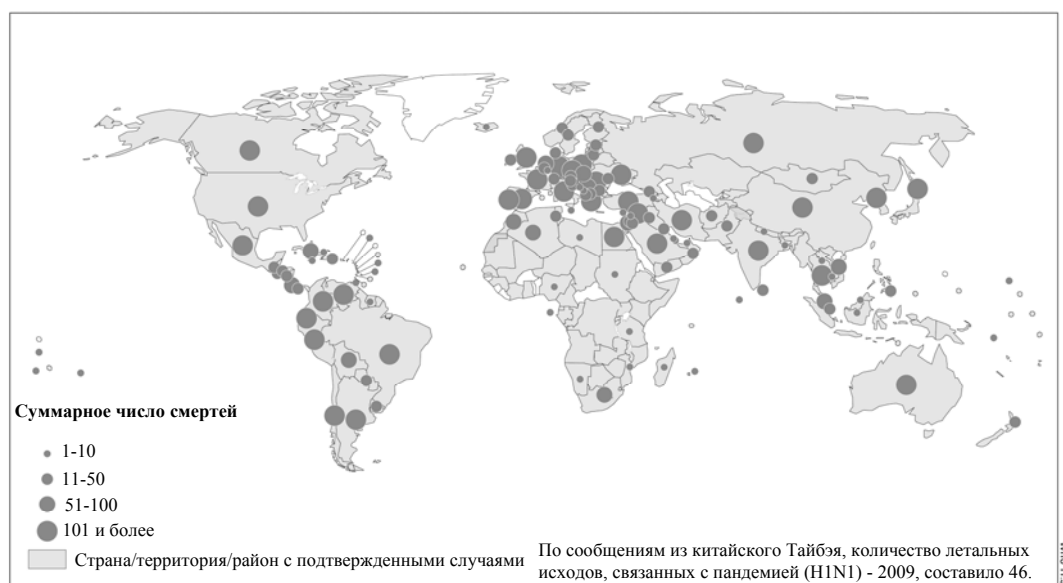 Суммарное число смертей
1-10
11-50
51-100
101 и более
Страна/территория/район с подтвержденными случаями
По сообщениям из китайского Тайбэя, количество летальных
исходов, связанных с пандемией (H1N1) - 2009, составило 46.